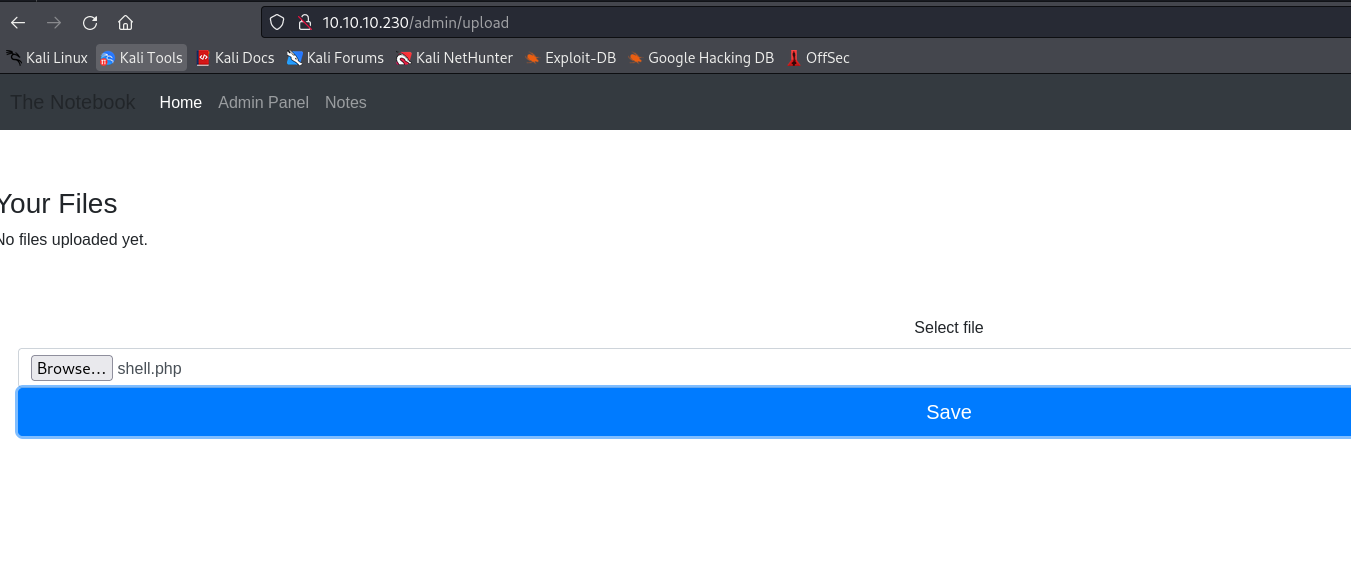 10.10.10.230/admin/upload
Kali Linux Kali Tools Kali Docs Kali Forums Kali NetHunter Exploit-DB Google Hacking DB OffSec
The Notebook Home Admin Panel Notes
Your Files
No files uploaded yet.
Select file
Browse... shell.php
Save